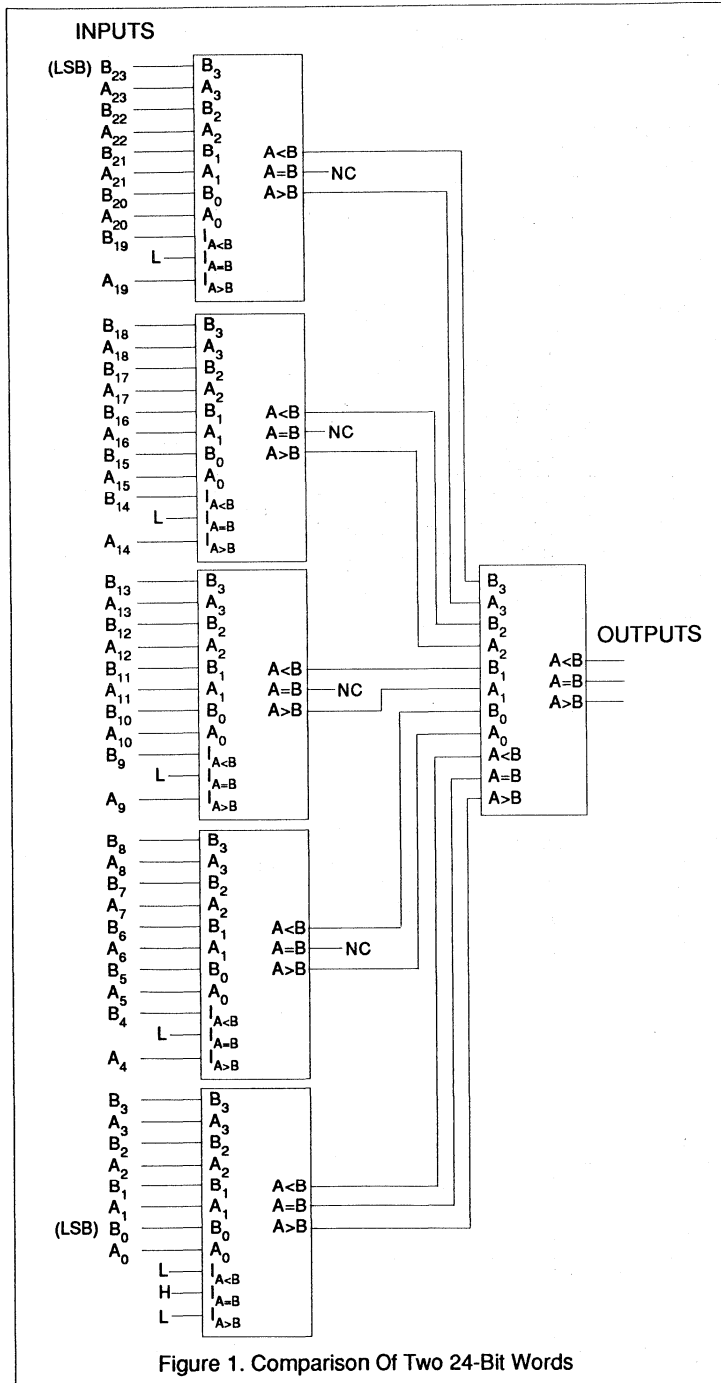 INPUTS
(LSB) B23 B3
A23 A3
B22 B2
A22 A2
B21 B1 A<B
A21 A1 A=B NC
B20 B0 A>B
A20 A0
B19 IA<B
L IA=B
A19 IA>B
B18 B3
A18 A3
B17 B2
A17 A2
B16 B1 A<B
A16 A1 A=B NC
B15 B0 A>B
A15 A0
B14 IA<B
L IA=B
A14 IA>B
B13 B3
A13 A3
B12 B2
A12 A2
B11 B1 A<B
A11 A1 A=B NC
B10 B0 A>B
A10 A0
B9 IA<B
L IA=B
A9 IA>B
B3
A3
B2
A2
B1
A1
B0
A0
A<B
A=B
A>B
OUTPUTS
A<B
A=B
A>B
B8 B3
A8 A3
B7 B2
A7 A2
B6 B1 A<B
A6 A1 A=B NC
B5 B0 A>B
A5 A0
B4 IA<B
L IA=B
A4 IA>B
B3 B3
A3 A3
B2 B2
A2 A2
B1 B1 A<B
A1 A1 A=B
(LSB) B0 B0 A>B
A0 A0
L IA<B
H IA=B
L IA>B
Figure 1. Comparison Of Two 24-Bit Words